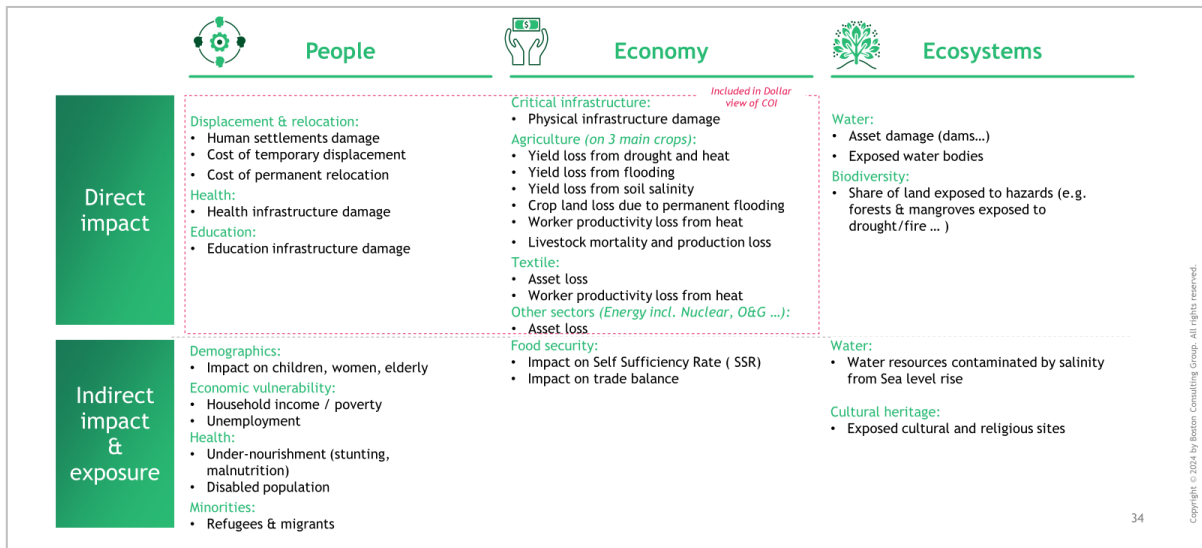 People
Economy
Ecosystems
Direct
impact
Displacement & relocation:
• Human settlements damage
• Cost of temporary displacement
• Cost of permanent relocation
Health:
• Health infrastructure damage
Education:
• Education infrastructure damage
Included in Dollar
view of COI
Critical infrastructure:
• Physical infrastructure damage
Agriculture (on 3 main crops):
• Yield loss from drought and heat
• Yield loss from flooding
• Yield loss from soil salinity
• Crop land loss due to permanent flooding
• Worker productivity loss from heat
• Livestock mortality and production loss
Textile:
• Asset loss
• Worker productivity loss from heat
Other sectors (Energy incl. Nuclear, O&G …):
• Asset loss
Water:
• Asset damage (dams…)
• Exposed water bodies
Biodiversity:
• Share of land exposed to hazards (e.g.
forests & mangroves exposed to
drought/fire … )
Indirect
impact
&
exposure
Demographics:
• Impact on children, women, elderly
Economic vulnerability:
• Household income / poverty
• Unemployment
Health:
• Under-nourishment (stunting,
malnutrition)
• Disabled population
Minorities:
• Refugees & migrants
Food security:
• Impact on Self Sufficiency Rate ( SSR)
• Impact on trade balance
Water:
• Water resources contaminated by salinity
from Sea level rise
Cultural heritage:
• Exposed cultural and religious sites
34
Copyright © 2024 by Boston Consulting Group. All rights reserved.